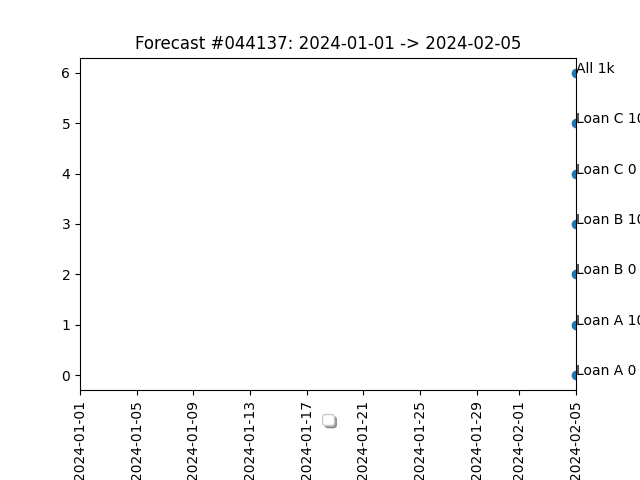 Forecast #044137: 2024-01-01 -> 2024-02-05
6
5
4
3
2
1
0
All 1k
Loan C 10
Loan C 0
Loan B 10
Loan B 0
Loan A 10
Loan A 0
2024-01-01
2024-01-05
2024-01-09
2024-01-13
2024-01-17
2024-01-21
2024-01-25
2024-01-29
2024-02-01
2024-02-05